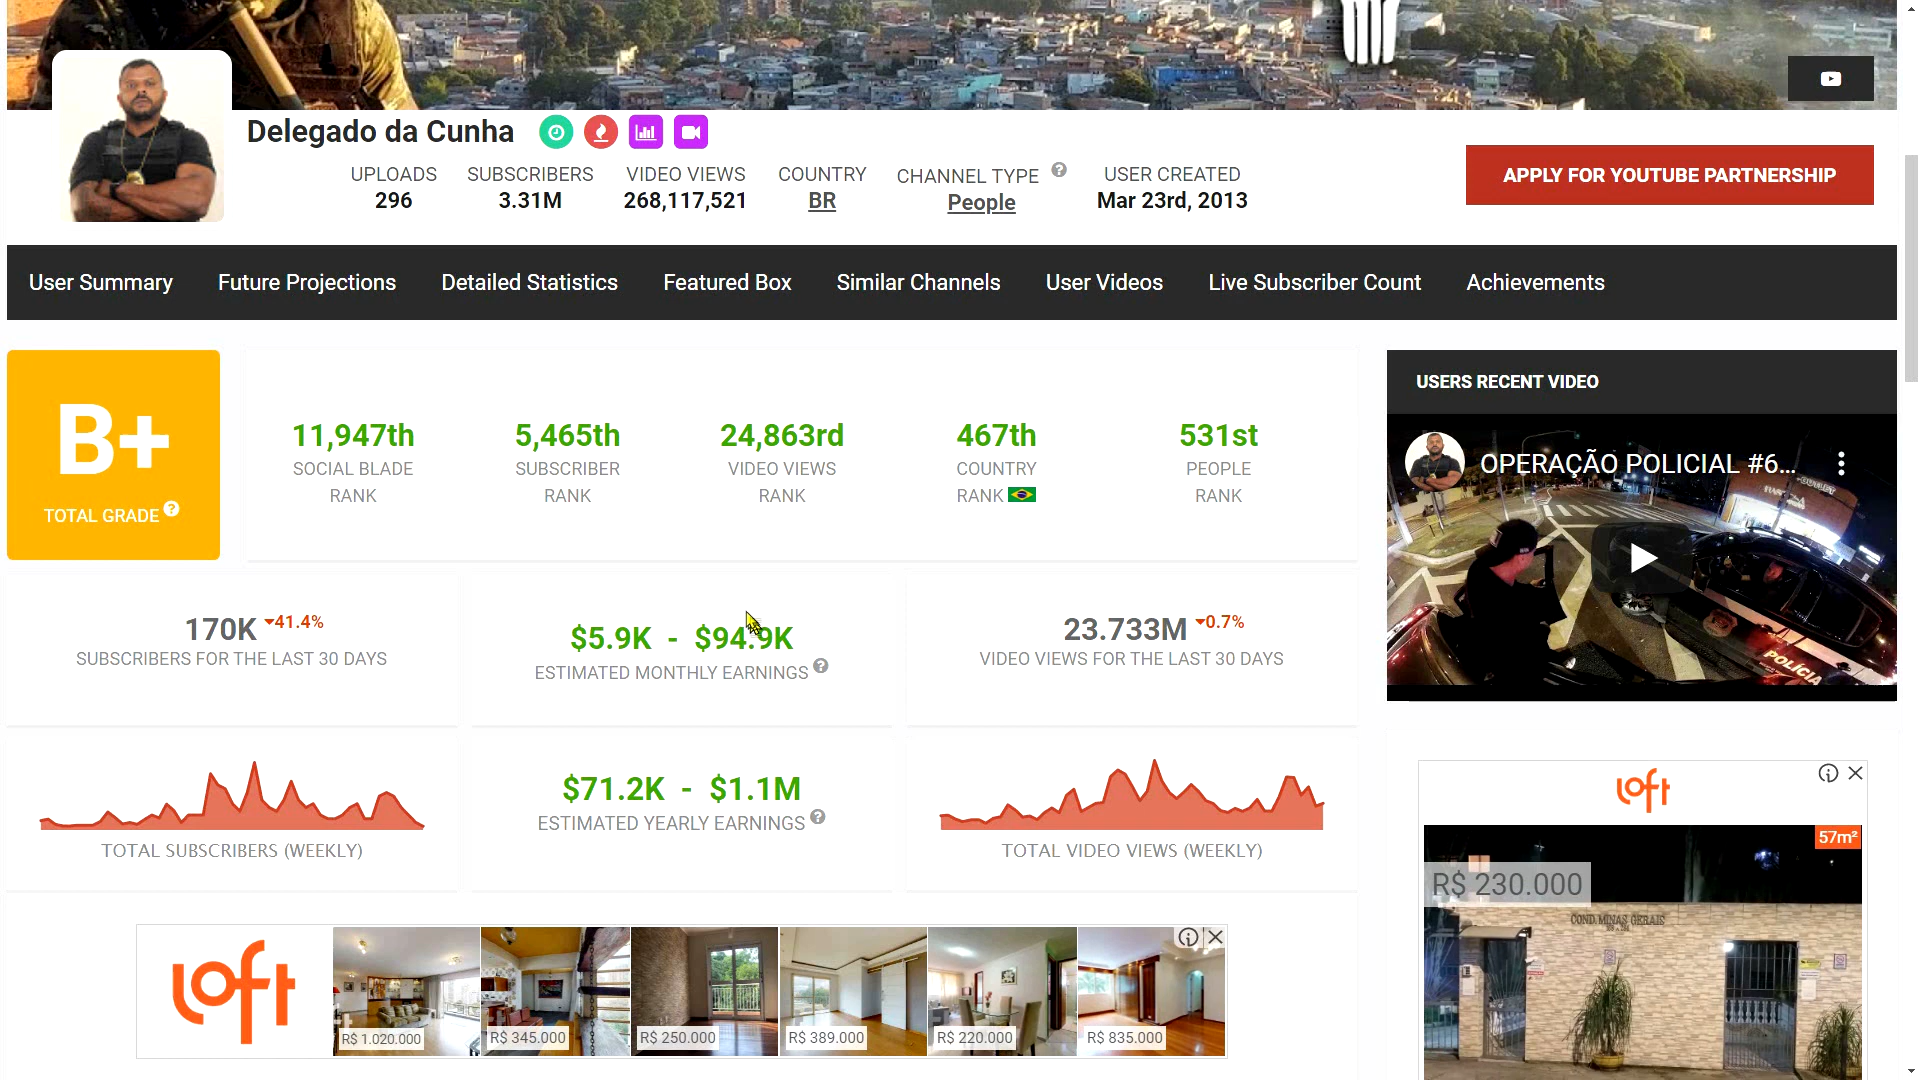 Delegado da Cunha
UPLOADS
296
SUBSCRIBERS
3.31M
VIDEO VIEWS
268,117,521
COUNTRY
BR
CHANNEL TYPE ?
People
USER CREATED
Mar 23rd, 2013
APPLY FOR YOUTUBE PARTNERSHIP
User Summary
Future Projections
Detailed Statistics
Featured Box
Similar Channels
User Videos
Live Subscriber Count
Achievements
B+
TOTAL GRADE ?
11,947th
SOCIAL BLADE
RANK
5,465th
SUBSCRIBER
RANK
24,863rd
VIDEO VIEWS
RANK
467th
COUNTRY
RANK
531st
PEOPLE
RANK
USERS RECENT VIDEO
OPERAÇÃO POLICIAL #6...
OUTLET
POLÍCIA
170K -41.4%
SUBSCRIBERS FOR THE LAST 30 DAYS
$5.9K - $94.9K
ESTIMATED MONTHLY EARNINGS ?
23.733M -0.7%
VIDEO VIEWS FOR THE LAST 30 DAYS
TOTAL SUBSCRIBERS (WEEKLY)
$71.2K - $1.1M
ESTIMATED YEARLY EARNINGS ?
TOTAL VIDEO VIEWS (WEEKLY)
loft
57m²
R$ 230.000
COND. MINAS GERAIS
loft
R$ 1.020.000
R$ 345.000
R$ 250.000
R$ 389.000
R$ 220.000
R$ 835.000